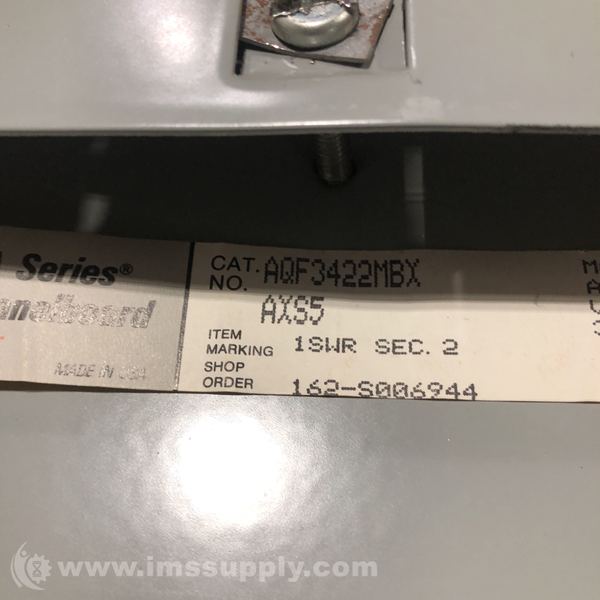 Series®
MADE IN USA
CAT. NO. AQF3422MBX
AXS5
ITEM MARKING 1SWR SEC. 2
SHOP ORDER 162-S006944
www.imssupply.com